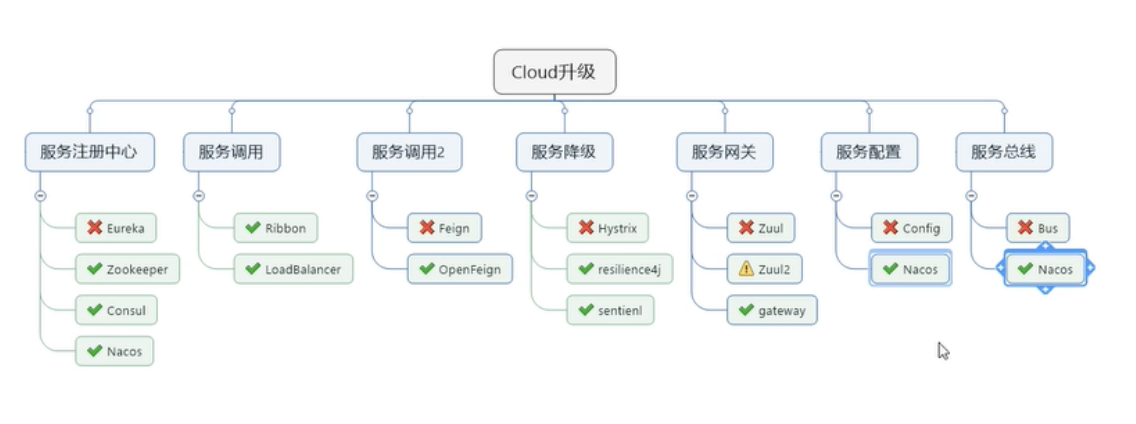 Cloud升级
服务注册中心
服务调用
服务调用2
服务降级
服务网关
服务配置
服务总线
Eureka
Ribbon
Feign
Hystrix
Zuul
Config
Bus
Zookeeper
LoadBalancer
OpenFeign
resilience4j
Zuul2
Nacos
Nacos
Consul
sentienl
gateway
Nacos